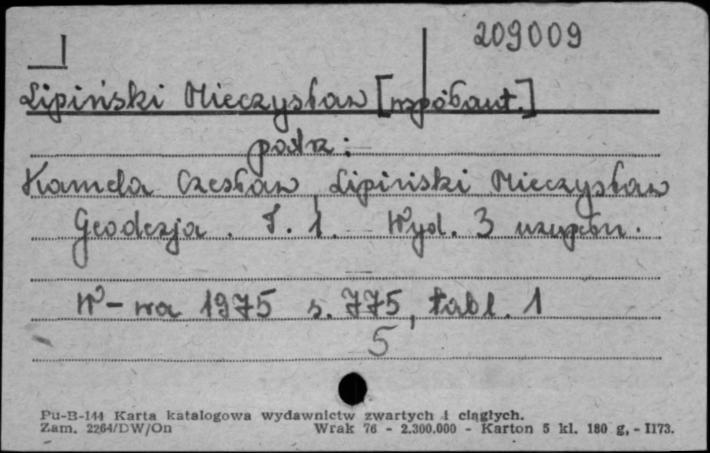 209009
Lipiński Mieczysław [współaut.]
patrz:
Kamela Czesław, Lipiński Mieczysław
Geodezja. T. 1. Wyd. 3 uzupełn.
W-wa 1975 s. 775, tabl. 1
5
Pu-B-144 Karta katalogowa wydawnictw zwartych i ciągłych.
Zam. 2264/DW/On Wrak 76 - 2.300.000 - Karton 5 kl. 180 g, - I173.